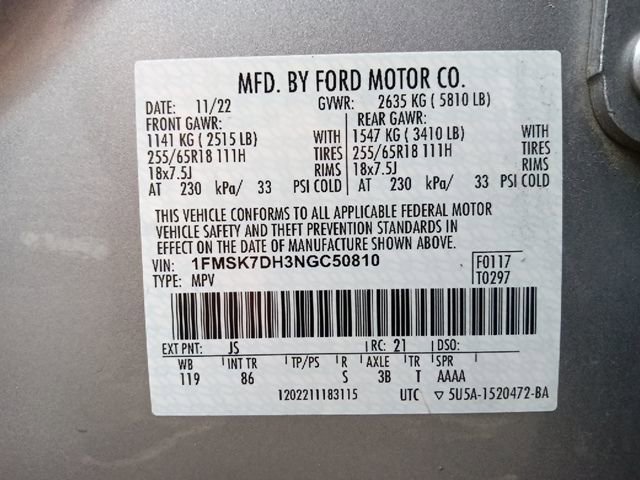 MFD. BY FORD MOTOR CO.
DATE: 11/22 GVWR: 2635 KG ( 5810 LB)
FRONT GAWR: REAR GAWR:
1141 KG ( 2515 LB) WITH 1547 KG ( 3410 LB) WITH
255/65R18 111H TIRES 255/65R18 111H TIRES
18x7.5J RIMS 18x7.5J RIMS
AT 230 kPa/ 33 PSI COLD AT 230 kPa/ 33 PSI COLD
THIS VEHICLE CONFORMS TO ALL APPLICABLE FEDERAL MOTOR
VEHICLE SAFETY AND THEFT PREVENTION STANDARDS IN
EFFECT ON THE DATE OF MANUFACTURE SHOWN ABOVE.
VIN: 1FMSK7DH3NGC50810 F0117
TYPE: MPV T0297
EXT PNT: JS RC: 21 DSO:
WB INT TR TP/PS R AXLE TR SPR
119 86 S 3B T AAAA
1202211183115 UTC ▽ 5U5A-1520472-BA